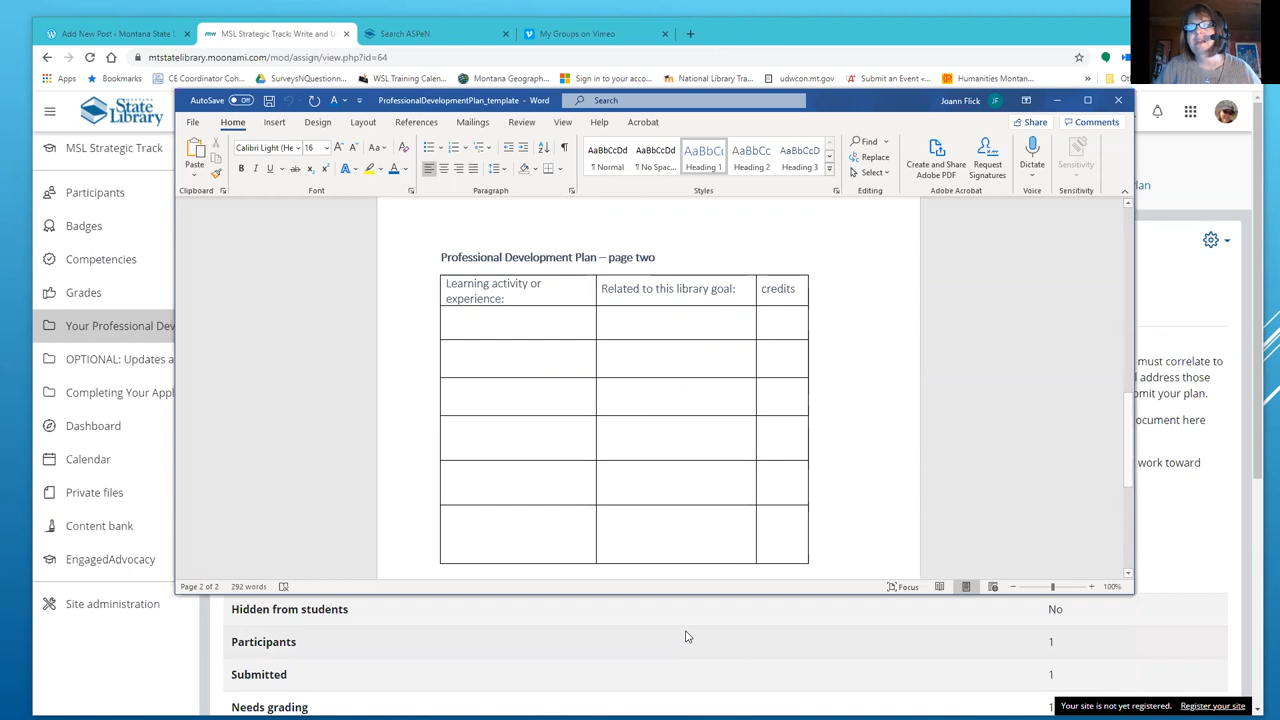 Add New Post ‹ Montana State L
MSL Strategic Track: Write and U
Search ASPeN
My Groups on Vimeo
mtstatelibrary.moonami.com/mod/assign/view.php?id=64
Apps
Bookmarks
CE Coordinator Coh...
SurveysNQuestionn...
WSL Training Calen...
Montana Geograph...
Sign in to your acco...
National Library Tra...
udwcon.mt.gov
Submit an Event «...
Humanities Montan...
»
State Library
MSL Strategic Track
Participants
Badges
Competencies
Grades
Your Professional Dev
OPTIONAL: Updates a
Completing Your Appl
Dashboard
Calendar
Private files
Content bank
EngagedAdvocacy
Site administration
AutoSave Off
ProfessionalDevelopmentPlan_template - Word
Search
Joann Flick JF
File Home Insert Design Layout References Mailings Review View Help Acrobat
Share
Comments
Paste
Calibri Light (He
16
Aa
B I U ab
AaBbCcDd
¶ Normal
AaBbCcDd
¶ No Spac...
AaBbCc
Heading 1
AaBbCc
Heading 2
AaBbCcD
Heading 3
Find
Replace
Select
Create and Share
Adobe PDF
Request
Signatures
Dictate
Sensitivity
Clipboard
Font
Paragraph
Styles
Editing
Adobe Acrobat
Voice
Sensitivity
Professional Development Plan – page two
Learning activity or
experience:
Related to this library goal:
credits
Page 2 of 2
292 words
Focus
100%
must correlate to
address those
mit your plan.
ocument here
work toward
Hidden from students
No
Participants
1
Submitted
1
Needs grading
1
Your site is not yet registered.
Register your site